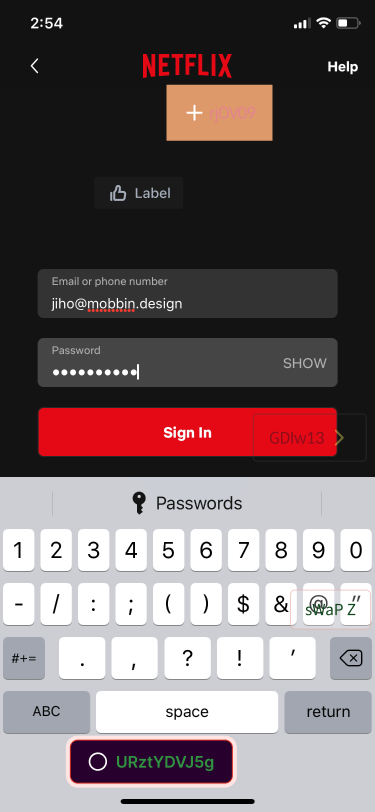 2:54
NETFLIX
Help
rjOV09
Label
Email or phone number
jiho@mobbin.design
Password
SHOW
Sign In
GDlw13
Passwords
1 2 3 4 5 6 7 8 9 0
- / : ; ( ) $ & @ "
swaP Z
#+= . , ? ! '
ABC space return
URztYDVJ5g